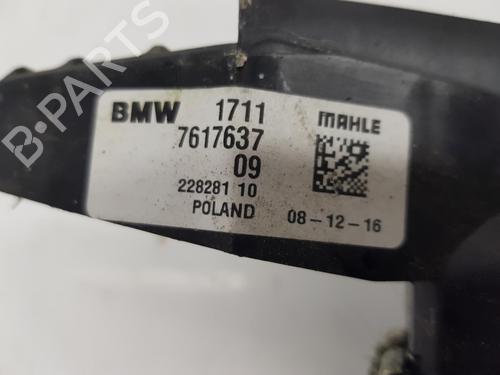 BMW 1711 MAHLE
7617637
09
228281 10
POLAND 08-12-16
B PARTS